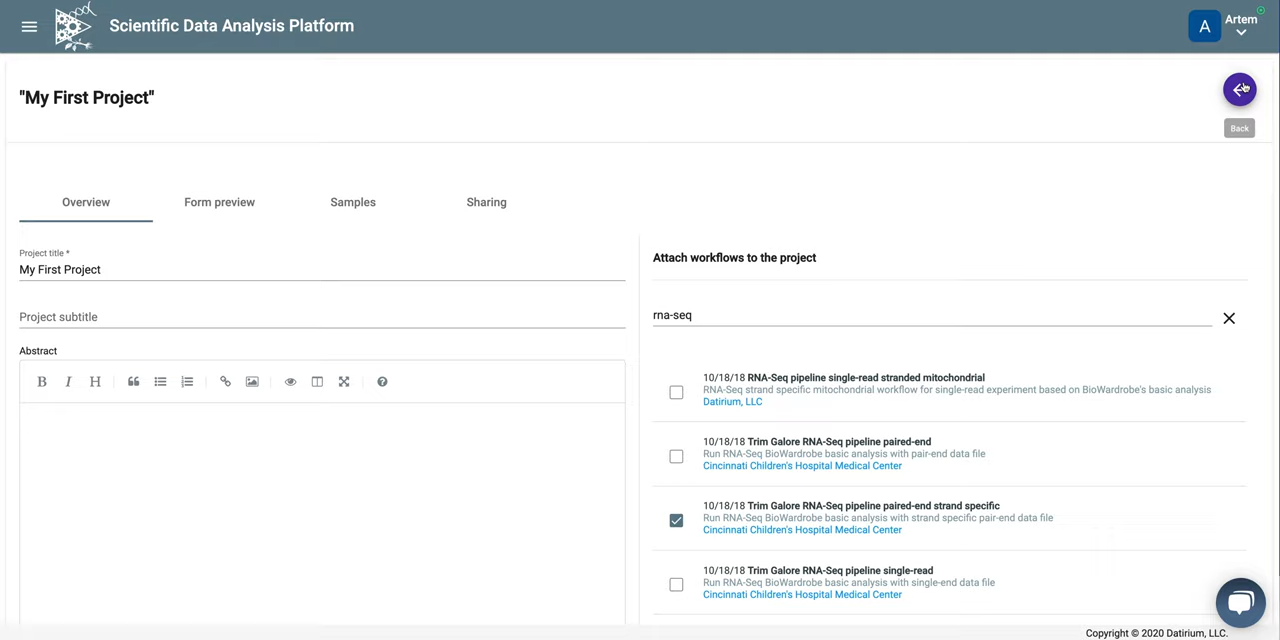 Scientific Data Analysis Platform
A
Artem
"My First Project"
Back
Overview
Form preview
Samples
Sharing
Project title *
My First Project
Project subtitle
Abstract
B I H
Attach workflows to the project
rna-seq
10/18/18 RNA-Seq pipeline single-read stranded mitochondrial
RNA-Seq strand specific mitochondrial workflow for single-read experiment based on BioWardrobe's basic analysis
Datirium, LLC
10/18/18 Trim Galore RNA-Seq pipeline paired-end
Run RNA-Seq BioWardrobe basic analysis with pair-end data file
Cincinnati Children's Hospital Medical Center
10/18/18 Trim Galore RNA-Seq pipeline paired-end strand specific
Run RNA-Seq BioWardrobe basic analysis with strand specific pair-end data file
Cincinnati Children's Hospital Medical Center
10/18/18 Trim Galore RNA-Seq pipeline single-read
Run RNA-Seq BioWardrobe basic analysis with single-end data file
Cincinnati Children's Hospital Medical Center
Copyright © 2020 Datirium, LLC.